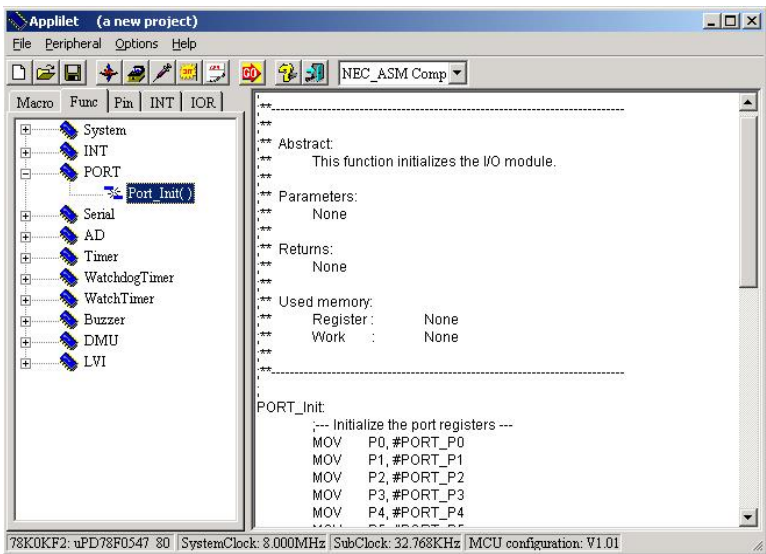 Applilet (a new project)
File Peripheral Options Help
NEC_ASM Comp
Macro Func Pin INT IOR
System
INT
PORT
Port_Init( )
Serial
AD
Timer
WatchdogTimer
WatchTimer
Buzzer
DMU
LVI
;**-----------------------------------------------------------------------------
;**
;** Abstract:
;** This function initializes the I/O module.
;**
;** Parameters:
;** None
;**
;** Returns:
;** None
;**
;** Used memory:
;** Register : None
;** Work : None
;**
;**-----------------------------------------------------------------------------
;
PORT_Init:
;--- Initialize the port registers ---
MOV P0, #PORT_P0
MOV P1, #PORT_P1
MOV P2, #PORT_P2
MOV P3, #PORT_P3
MOV P4, #PORT_P4
78K0KF2: uPD78F0547_80 SystemClock: 8.000MHz SubClock: 32.768KHz MCU configuration: V1.01